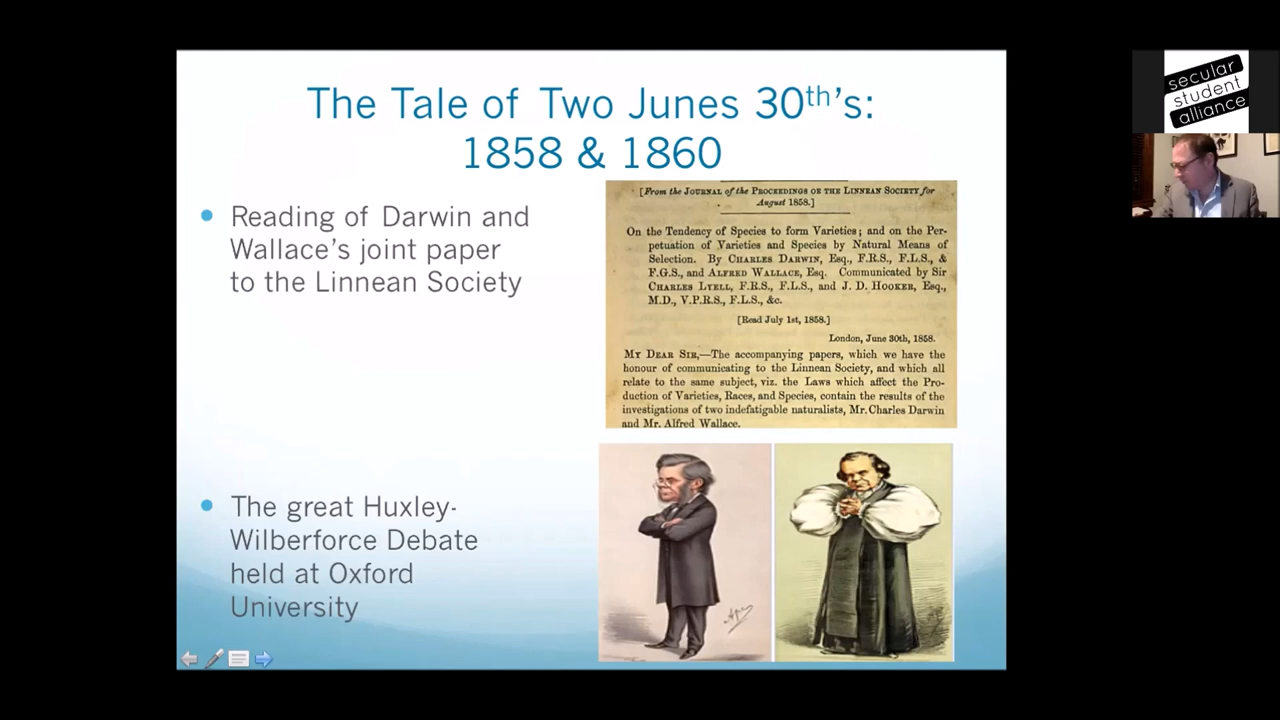 The Tale of Two Junes 30th's:
1858 & 1860
Reading of Darwin and
Wallace's joint paper
to the Linnean Society
[From the JOURNAL of the PROCEEDINGS OF THE LINNEAN SOCIETY for
August 1858.]
On the Tendency of Species to form Varieties; and on the Per-
petuation of Varieties and Species by Natural Means of
Selection. By CHARLES DARWIN, Esq., F.R.S., F.L.S., &
F.G.S., and ALFRED WALLACE, Esq. Communicated by Sir
CHARLES LYELL, F.R.S., F.L.S., and J. D. HOOKER, Esq.,
M.D., V.P.R.S., F.L.S., &c.
[Read July 1st, 1858.]
London, June 30th, 1858.
MY DEAR SIR,—The accompanying papers, which we have the
honour of communicating to the Linnean Society, and which all
relate to the same subject, viz. the Laws which affect the Pro-
duction of Varieties, Races, and Species, contain the results of the
investigations of two indefatigable naturalists, Mr. Charles Darwin
and Mr. Alfred Wallace.
The great Huxley-
Wilberforce Debate
held at Oxford
University
Ape
secular
student
alliance